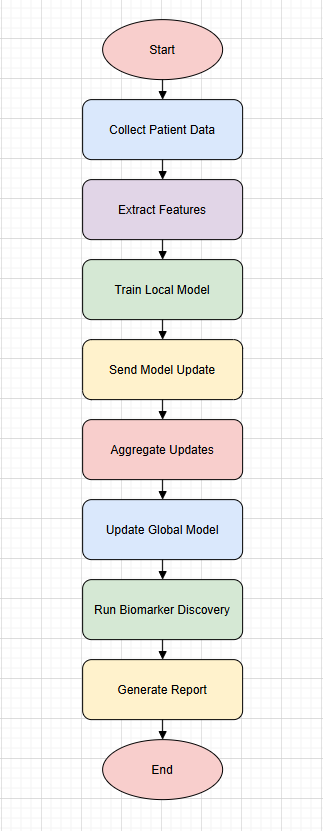 Start
Collect Patient Data
Extract Features
Train Local Model
Send Model Update
Aggregate Updates
Update Global Model
Run Biomarker Discovery
Generate Report
End